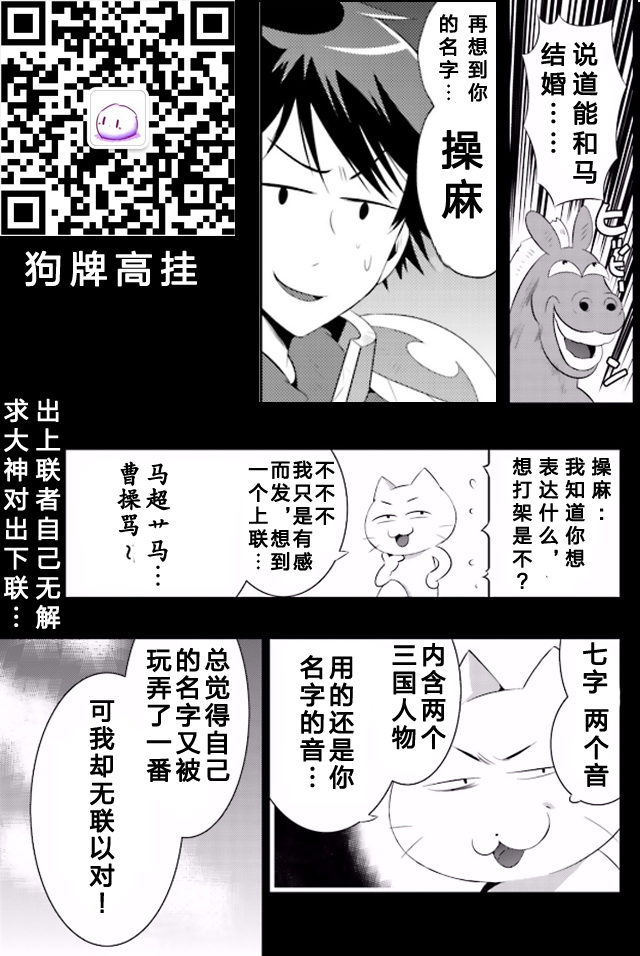 说道能和马
结婚……
ヒヒーン
再想到你
的名字…
操麻
狗牌高挂
操麻：
我知道你想
表达什么，
想打架是不？
不不不
我只是有感
而发，想到
一个上联…
马超艹马…
曹操骂～
出上联者自己无解
求大神对出下联…
七字 两个音
内含两个
三国人物
用的还是你
名字的音…
总觉得自己
的名字又被
玩弄了一番
可我却无联以对！